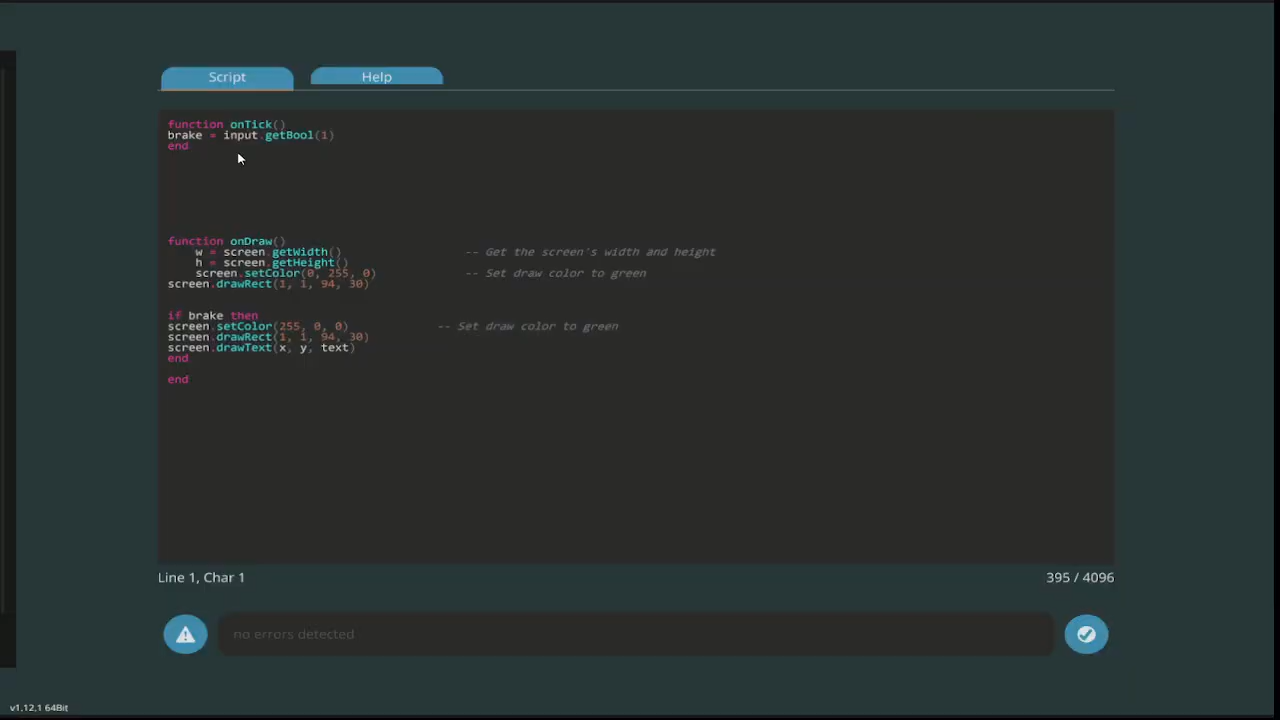 Script Help
function onTick()
brake = input.getBool(1)
end
function onDraw()
w = screen.getWidth() -- Get the screen's width and height
h = screen.getHeight()
screen.setColor(0, 255, 0) -- Set draw color to green
screen.drawRect(1, 1, 94, 30)
if brake then
screen.setColor(255, 0, 0) -- Set draw color to green
screen.drawRect(1, 1, 94, 30)
screen.drawText(x, y, text)
end
end
Line 1, Char 1 395 / 4096
no errors detected
v1,12,1 64Bit